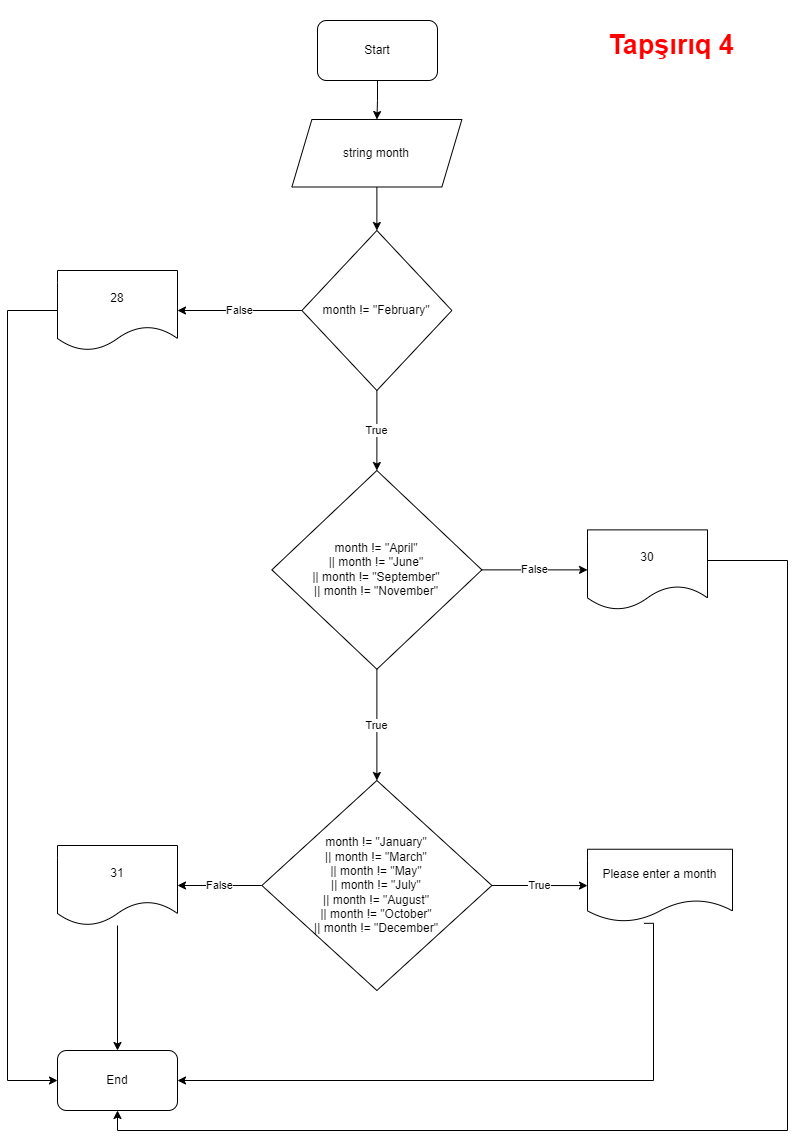 Start
Tapşırıq 4
string month
28
False
month != "February"
True
month != "April"
|| month != "June"
|| month != "September"
|| month != "November"
False
30
True
31
False
month != "January"
|| month != "March"
|| month != "May"
|| month != "July"
|| month != "August"
|| month != "October"
|| month != "December"
True
Please enter a month
End